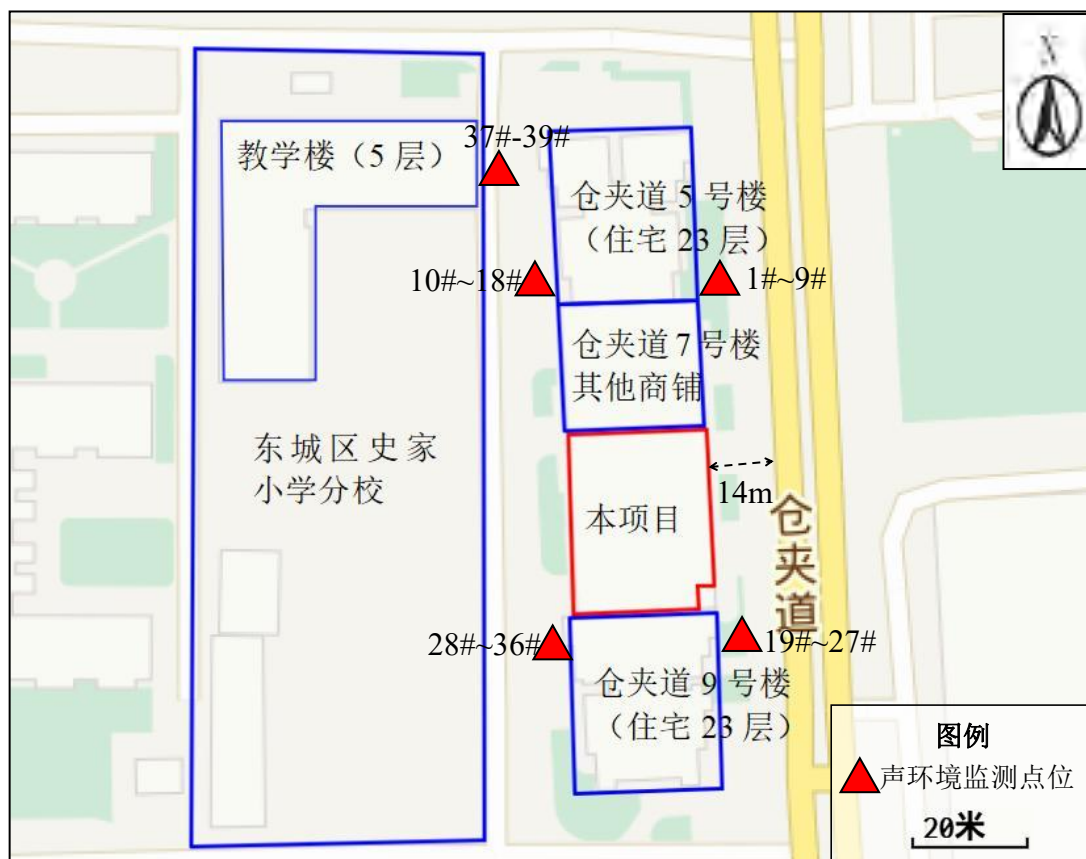 N
37#-39#
教学楼（5 层）
仓夹道 5 号楼
（住宅 23 层）
10#~18#
1#~9#
仓夹道 7 号楼
其他商铺
东城区史家
小学分校
14m
本项目
仓夹道
28#~36#
19#~27#
仓夹道 9 号楼
（住宅 23 层）
图例
声环境监测点位
20米